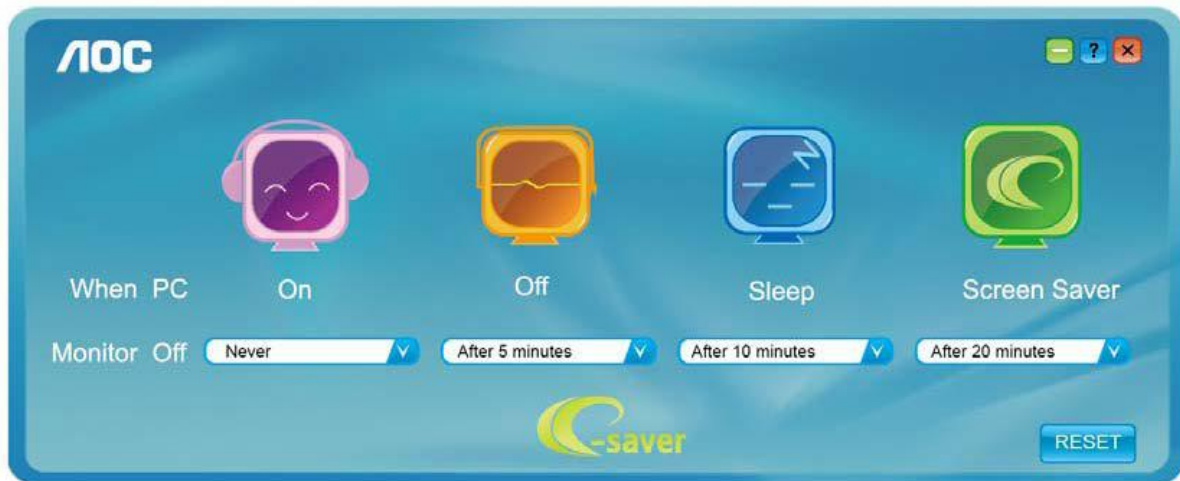 AOC
?
When PC On Off Sleep Screen Saver
Monitor Off Never After 5 minutes After 10 minutes After 20 minutes
e-saver
RESET